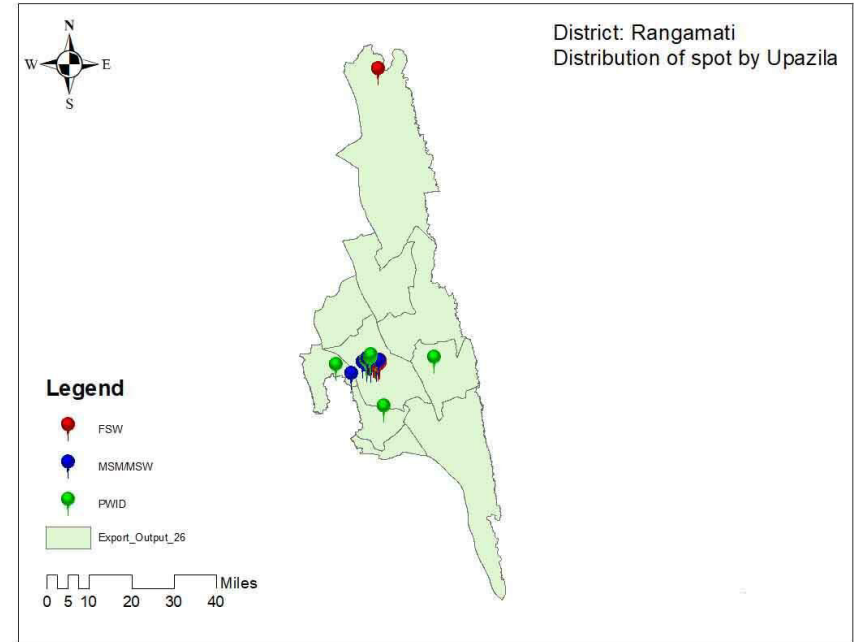 District: Rangamati
Distribution of spot by Upazila
N
W E
S
Legend
FSW
MSM/MSW
PWID
Export_Output_26
Miles
0 5 10 20 30 40